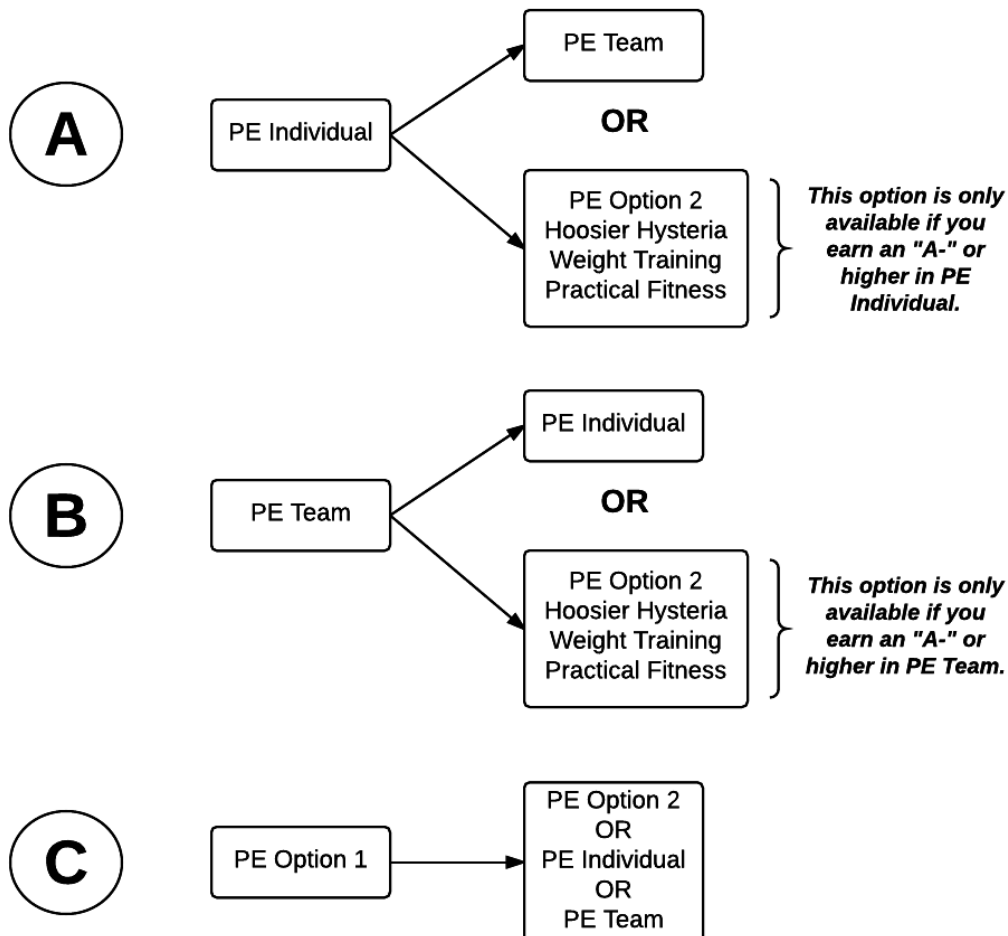 A
PE Individual
PE Team
OR
PE Option 2
Hoosier Hysteria
Weight Training
Practical Fitness
This option is only
available if you
earn an "A-" or
higher in PE
Individual.
B
PE Team
PE Individual
OR
PE Option 2
Hoosier Hysteria
Weight Training
Practical Fitness
This option is only
available if you
earn an "A-" or
higher in PE Team.
C
PE Option 1
PE Option 2
OR
PE Individual
OR
PE Team